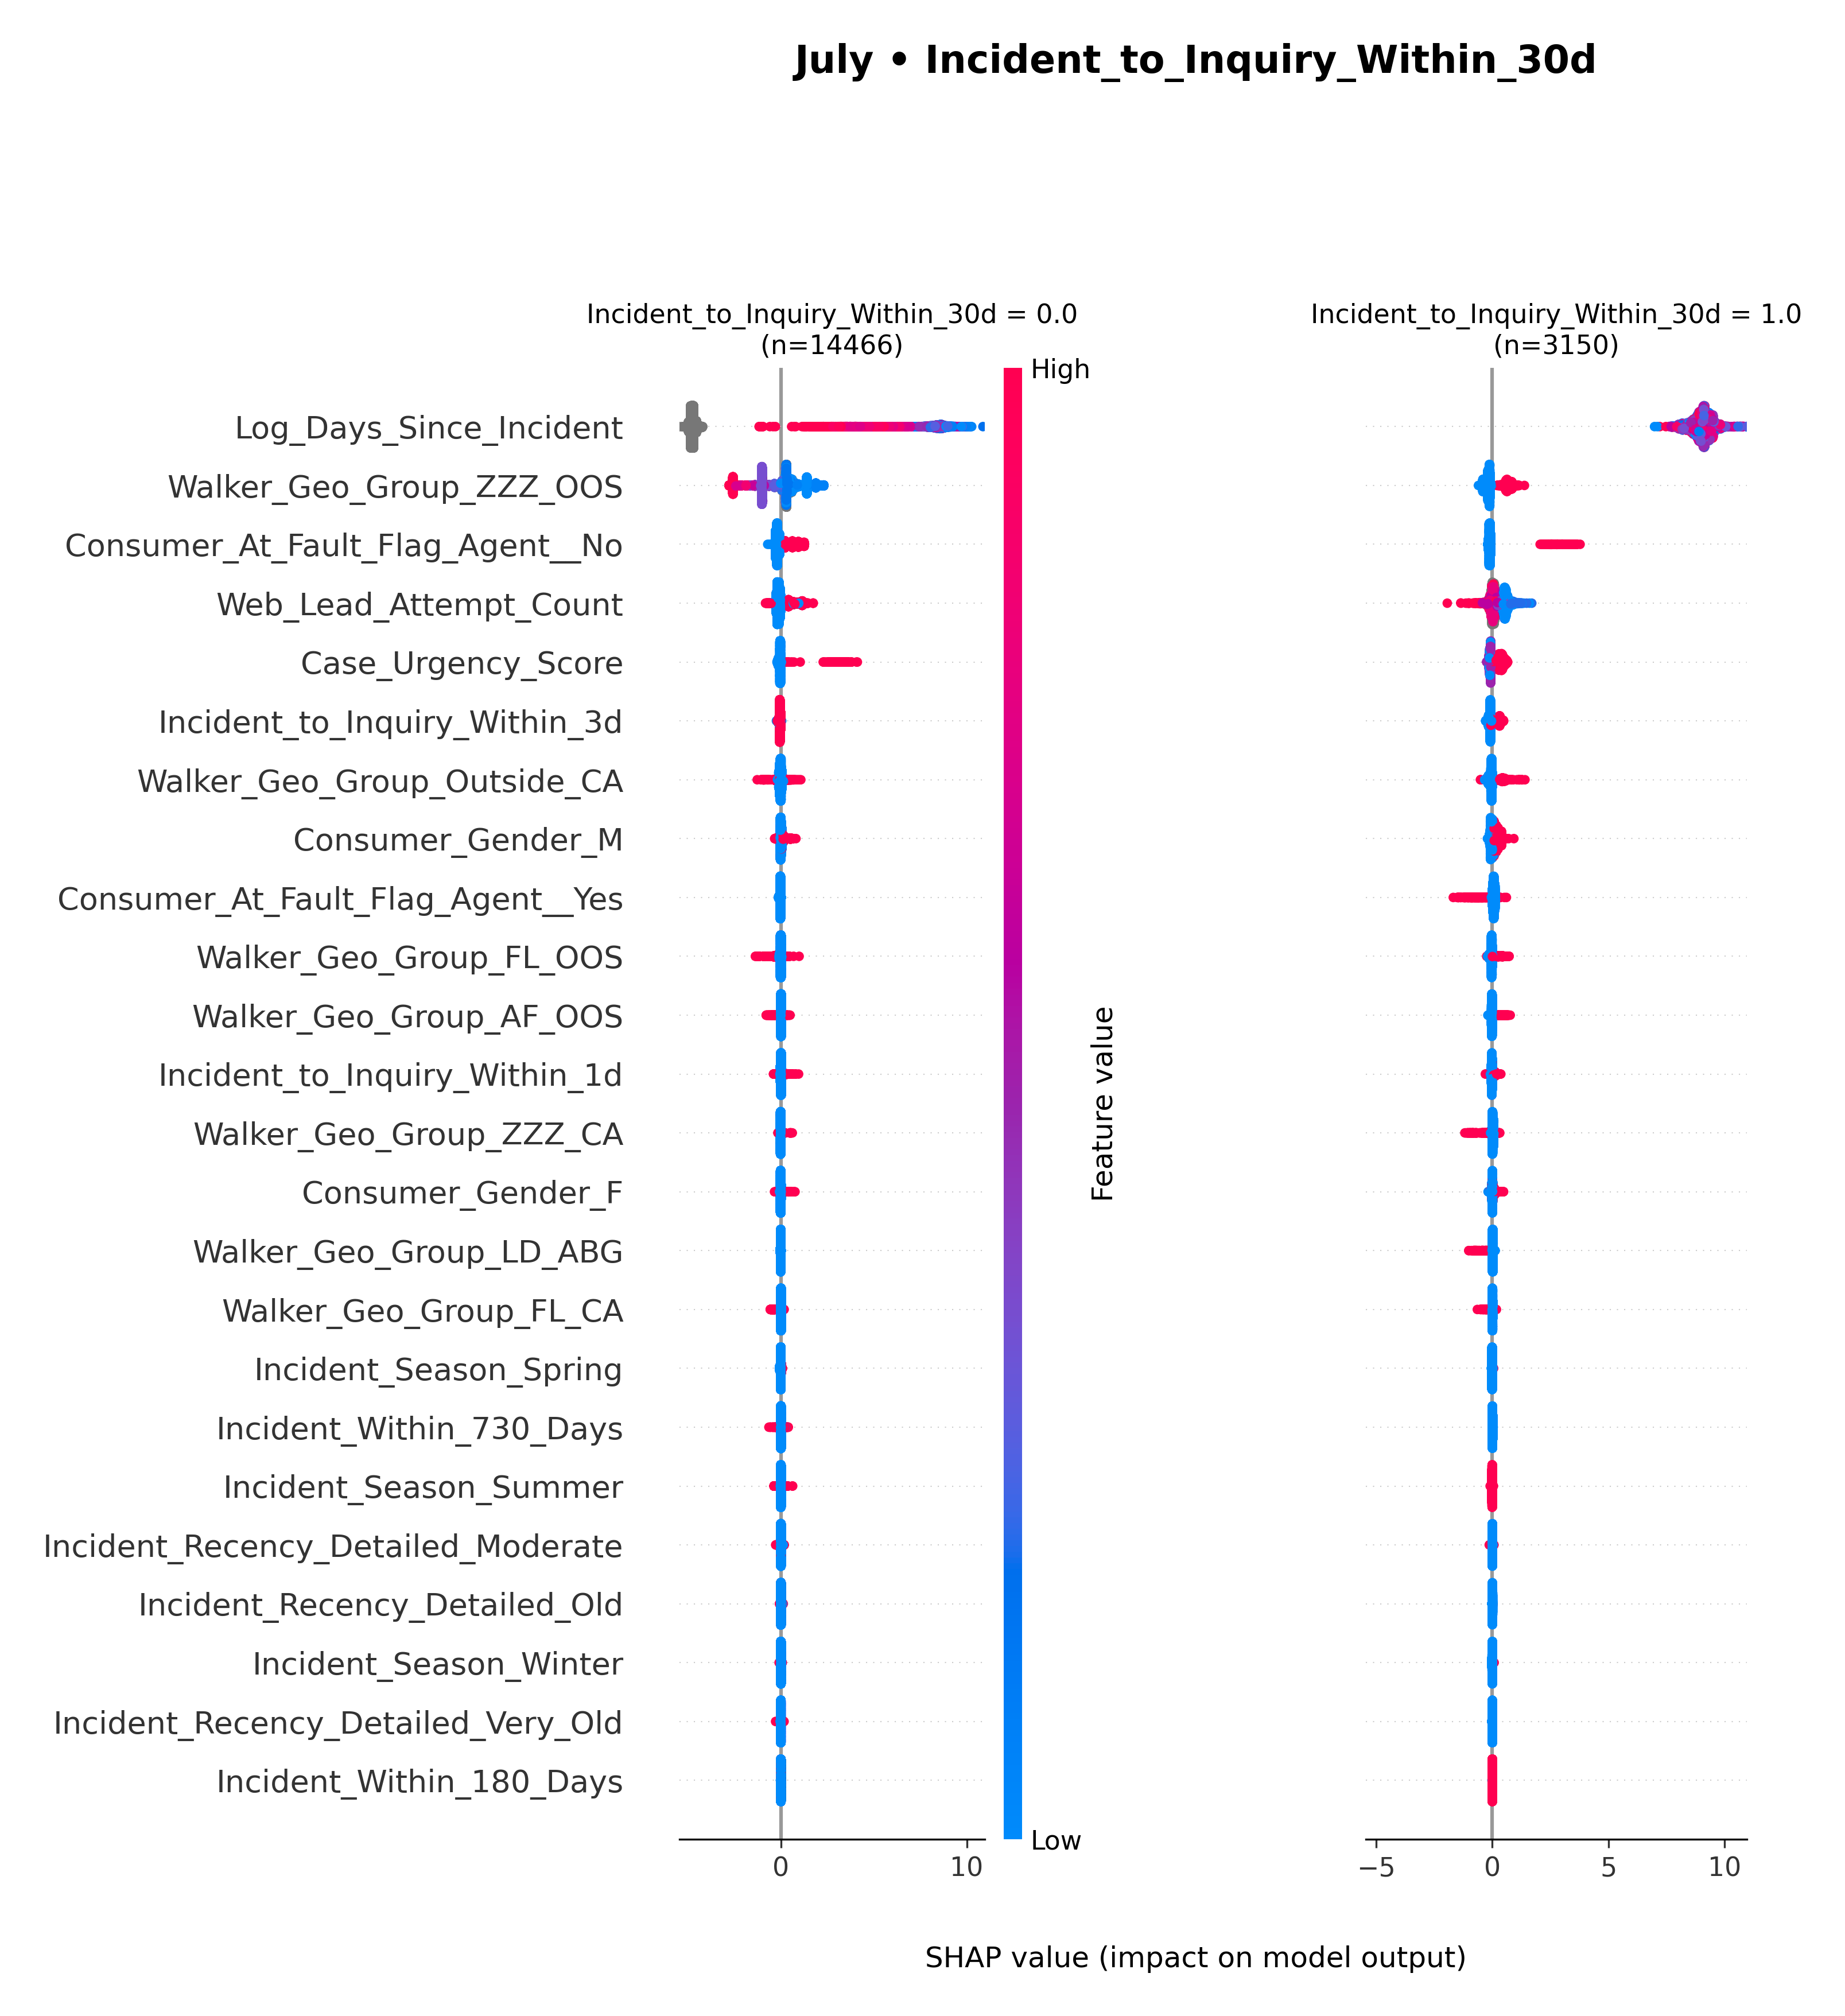 July • Incident_to_Inquiry_Within_30d
Incident_to_Inquiry_Within_30d = 0.0
(n=14466)
Incident_to_Inquiry_Within_30d = 1.0
(n=3150)
High
Log_Days_Since_Incident
Walker_Geo_Group_ZZZ_OOS
Consumer_At_Fault_Flag_Agent__No
Web_Lead_Attempt_Count
Case_Urgency_Score
Incident_to_Inquiry_Within_3d
Walker_Geo_Group_Outside_CA
Consumer_Gender_M
Consumer_At_Fault_Flag_Agent__Yes
Walker_Geo_Group_FL_OOS
Walker_Geo_Group_AF_OOS
Incident_to_Inquiry_Within_1d
Walker_Geo_Group_ZZZ_CA
Consumer_Gender_F
Walker_Geo_Group_LD_ABG
Walker_Geo_Group_FL_CA
Incident_Season_Spring
Incident_Within_730_Days
Incident_Season_Summer
Incident_Recency_Detailed_Moderate
Incident_Recency_Detailed_Old
Incident_Season_Winter
Incident_Recency_Detailed_Very_Old
Incident_Within_180_Days
Feature value
Low
0 10
−5 0 5 10
SHAP value (impact on model output)